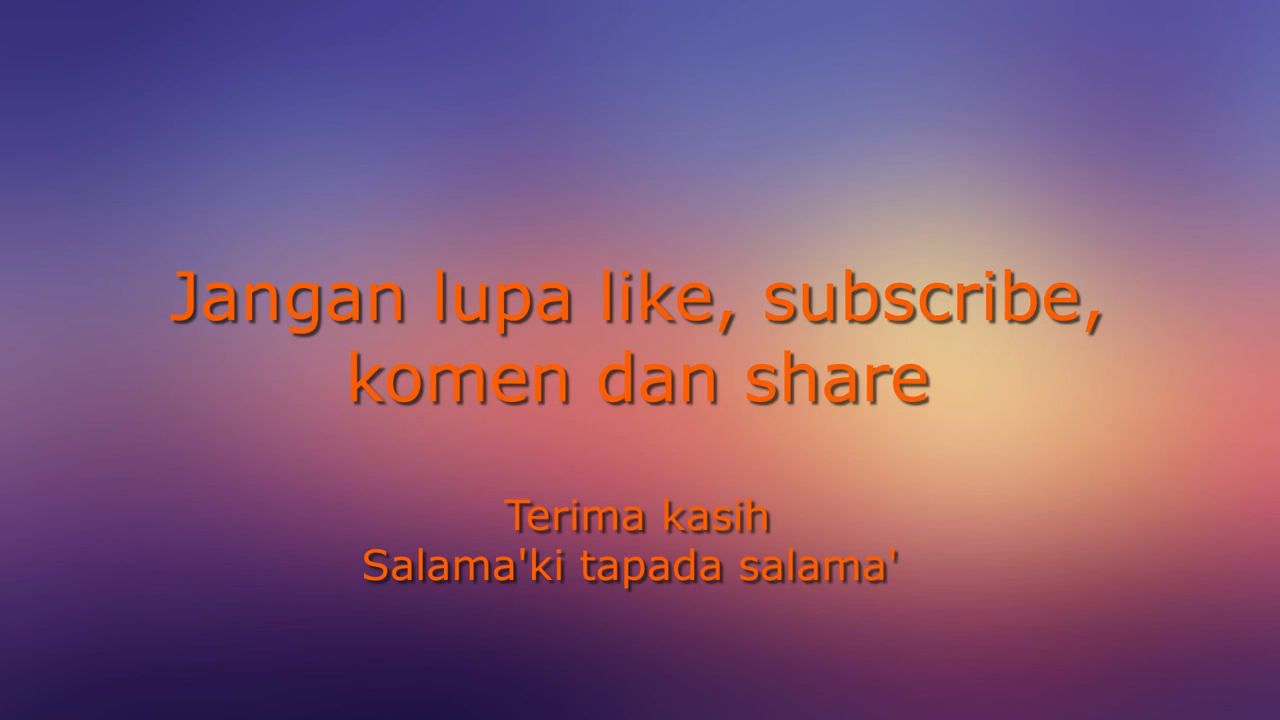 Jangan lupa like, subscribe,
komen dan share
Terima kasih
Salama'ki tapada salama'